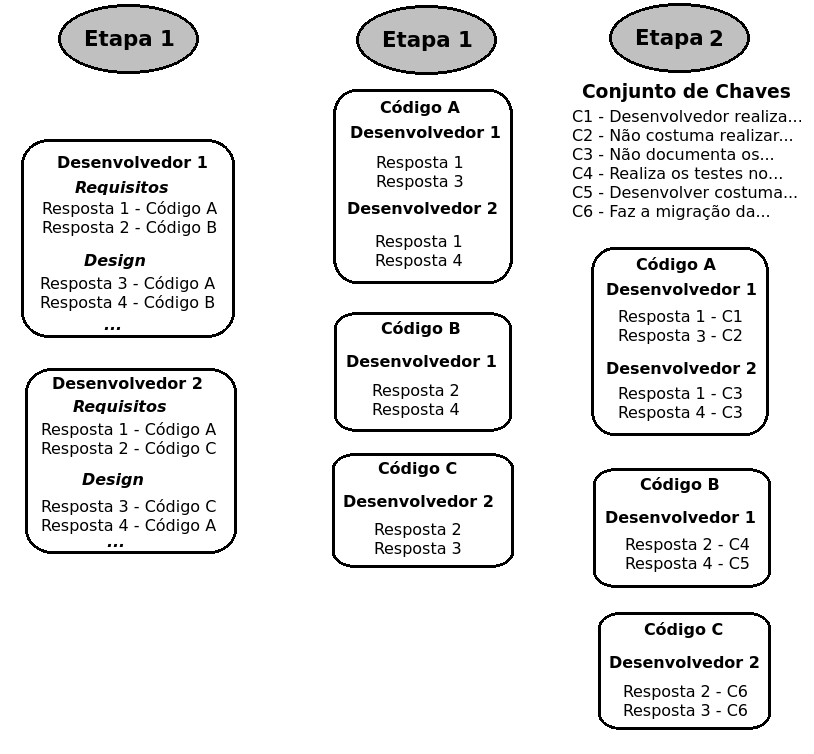 Etapa 1
Desenvolvedor 1
Requisitos
Resposta 1 - Código A
Resposta 2 - Código B
Design
Resposta 3 - Código A
Resposta 4 - Código B
...
Desenvolvedor 2
Requisitos
Resposta 1 - Código A
Resposta 2 - Código C
Design
Resposta 3 - Código C
Resposta 4 - Código A
...
Etapa 1
Código A
Desenvolvedor 1
Resposta 1
Resposta 3
Desenvolvedor 2
Resposta 1
Resposta 4
Código B
Desenvolvedor 1
Resposta 2
Resposta 4
Código C
Desenvolvedor 2
Resposta 2
Resposta 3
Etapa 2
Conjunto de Chaves
C1 - Desenvolvedor realiza...
C2 - Não costuma realizar...
C3 - Não documenta os...
C4 - Realiza os testes no...
C5 - Desenvolver costuma...
C6 - Faz a migração da...
Código A
Desenvolvedor 1
Resposta 1 - C1
Resposta 3 - C2
Desenvolvedor 2
Resposta 1 - C3
Resposta 4 - C3
Código B
Desenvolvedor 1
Resposta 2 - C4
Resposta 4 - C5
Código C
Desenvolvedor 2
Resposta 2 - C6
Resposta 3 - C6